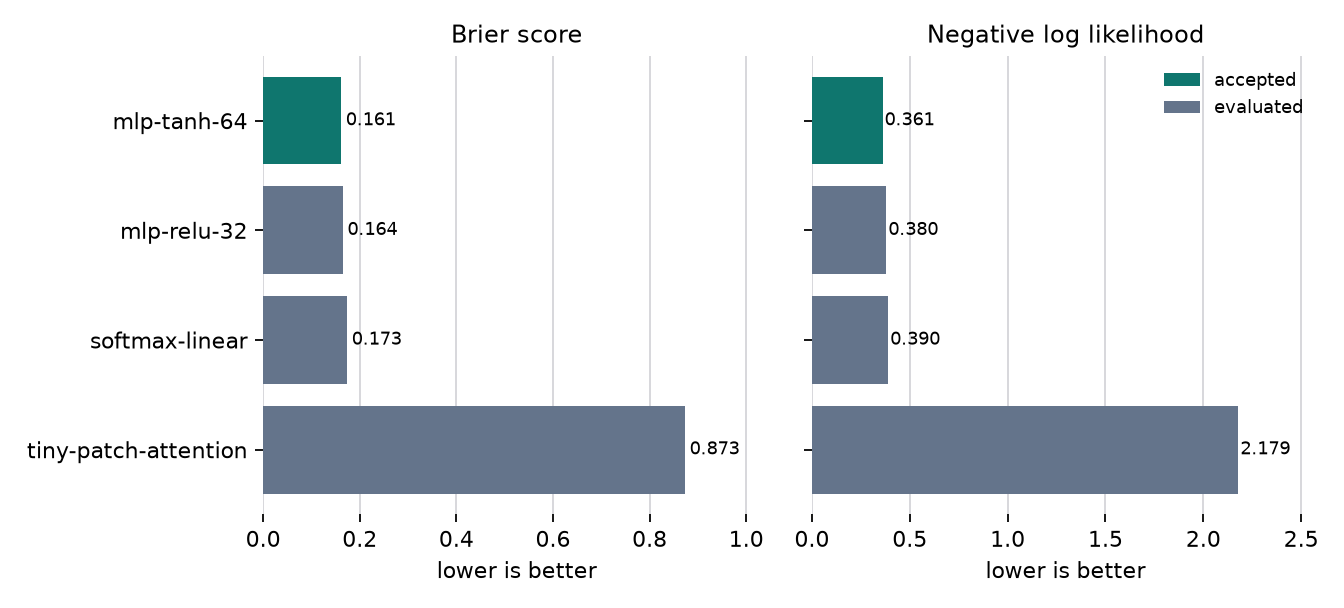 Brier score
Negative log likelihood
accepted
evaluated
mlp-tanh-64
0.161
0.361
mlp-relu-32
0.164
0.380
softmax-linear
0.173
0.390
tiny-patch-attention
0.873
2.179
0.0 0.2 0.4 0.6 0.8 1.0
0.0 0.5 1.0 1.5 2.0 2.5
lower is better
lower is better